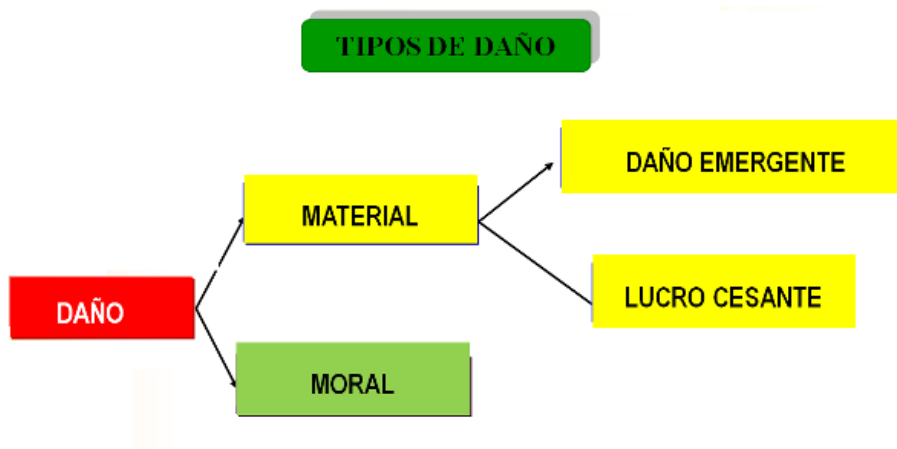 TIPOS DE DAÑO
DAÑO EMERGENTE
MATERIAL
LUCRO CESANTE
DAÑO
MORAL